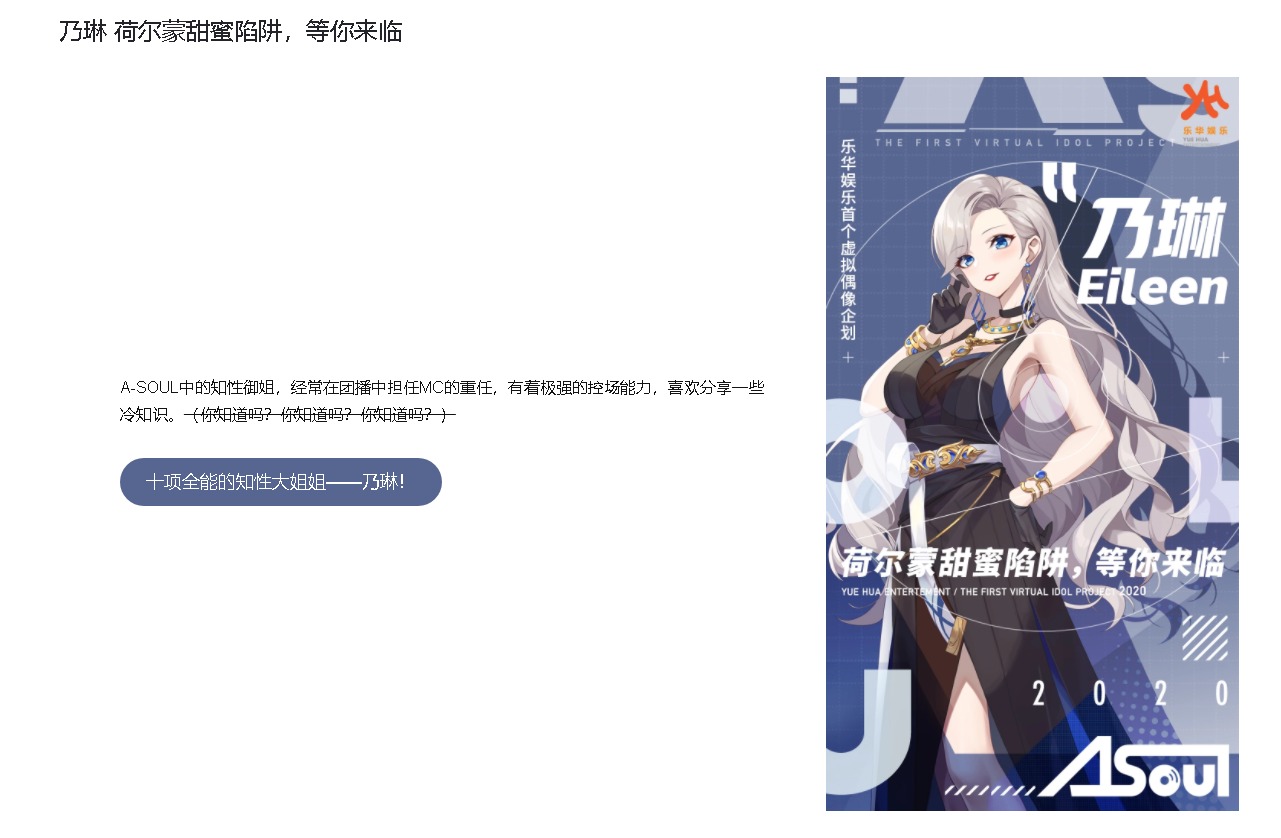 乃琳 荷尔蒙甜蜜陷阱，等你来临
A-SOUL中的知性御姐，经常在团播中担任MC的重任，有着极强的控场能力，喜欢分享一些
冷知识。（你知道吗？你知道吗？你知道吗？）
十项全能的知性大姐姐——乃琳！
乐华娱乐
YUE HUA
THE FIRST VIRTUAL IDOL PROJECT
乐华娱乐首个虚拟偶像企划
乃琳
Eileen
荷尔蒙甜蜜陷阱，等你来临
YUE HUA ENTERTEMENT / THE FIRST VIRTUAL IDOL PROJECT 2020
2 0 2 0
ASoul